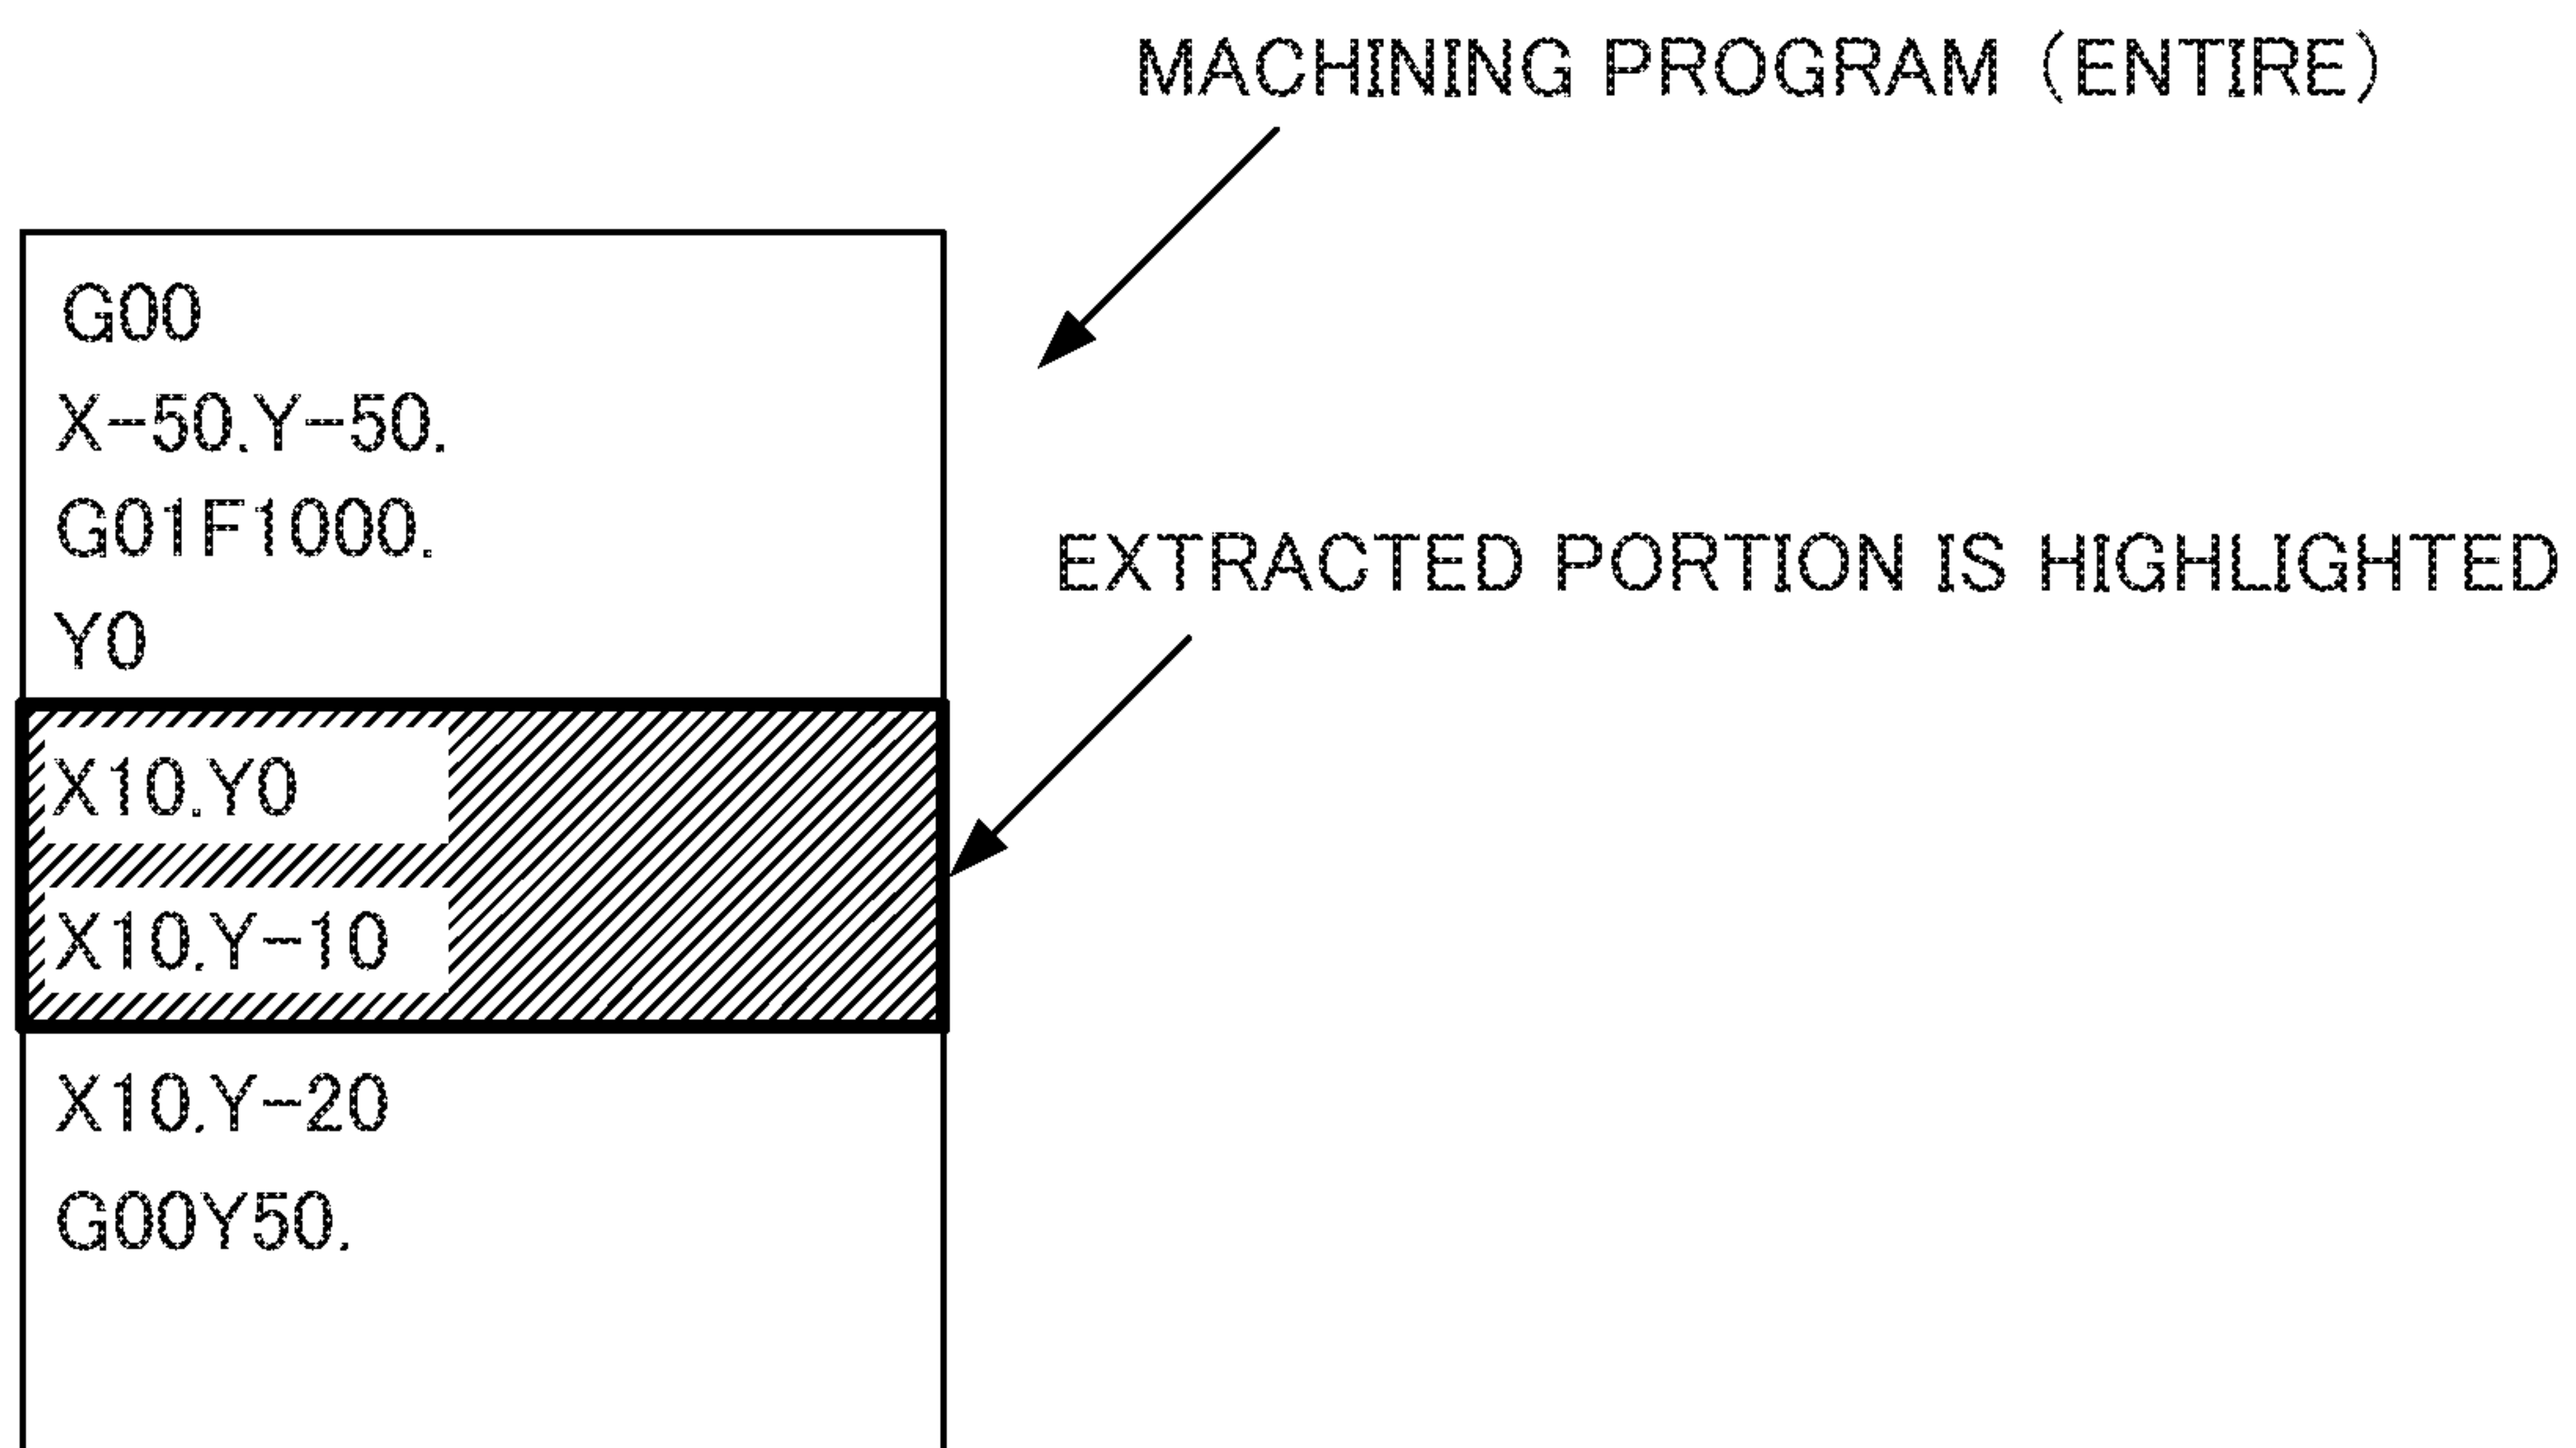 MACHINING PROGRAM (ENTIRE)
G00
X-50.Y-50.
G01F1000.
EXTRACTED PORTION IS HIGHLIGHTED
Y0
X10.Y0
X10.Y-10
X10.Y-20
G00Y50.